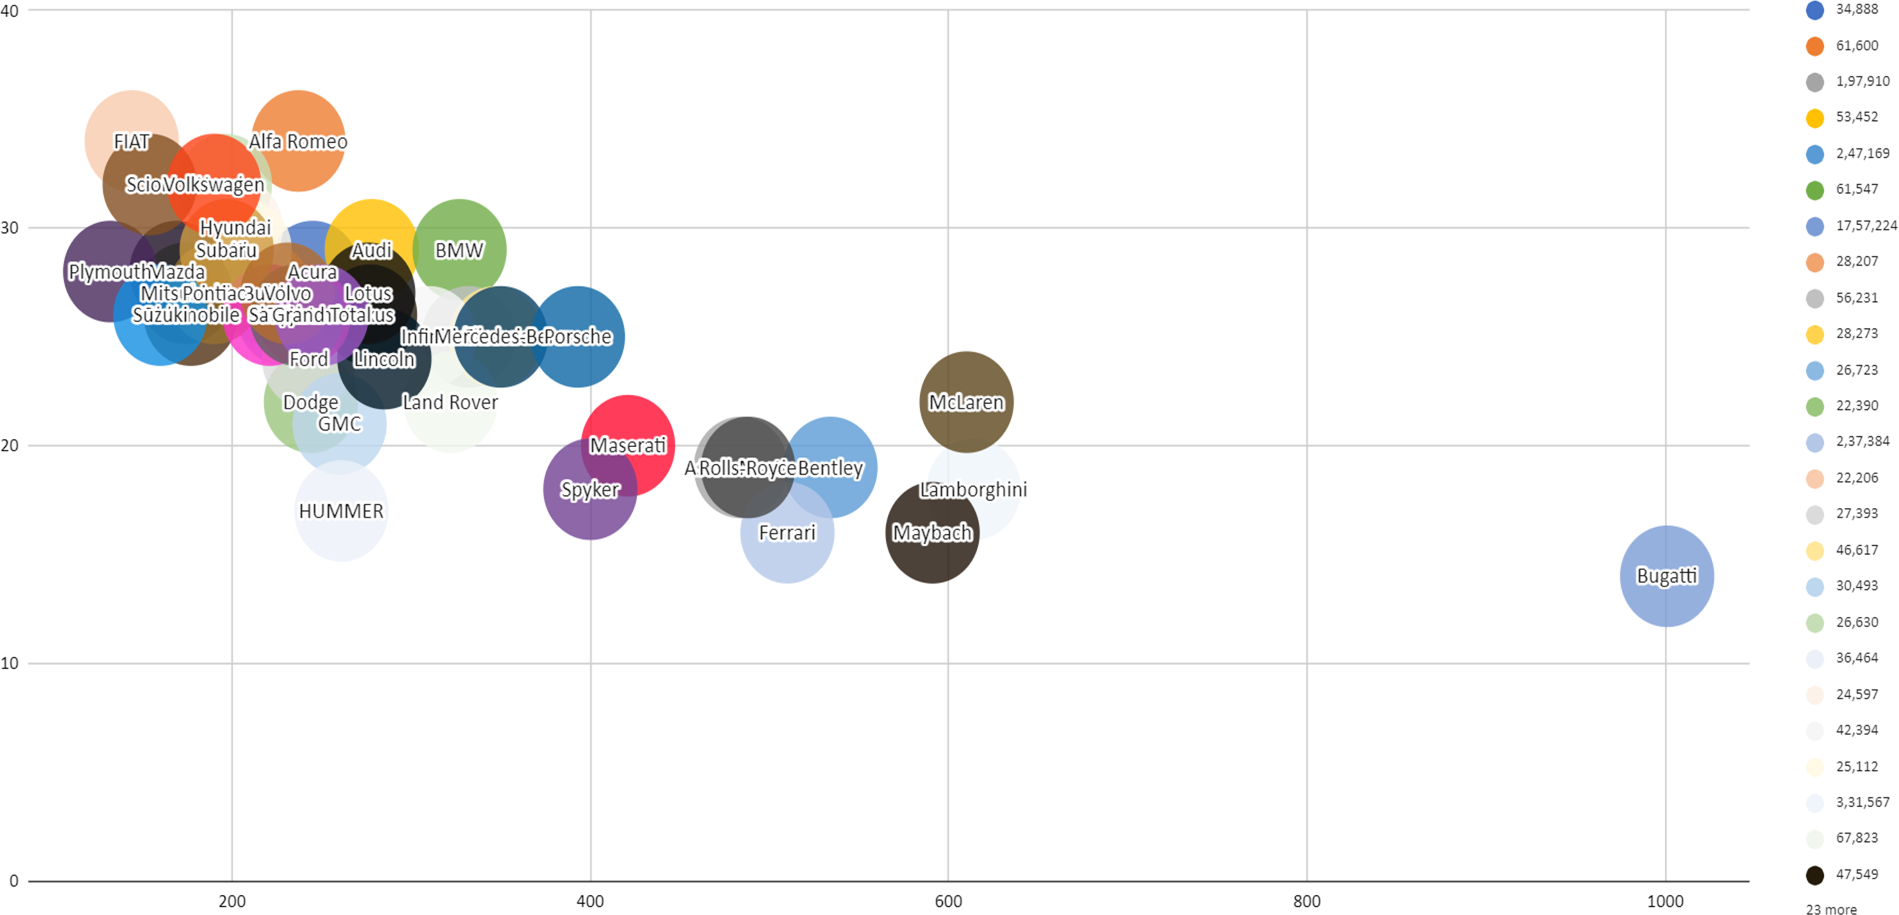 40
30
20
10
0
200
400
600
800
1000
FIAT
Alfa Romeo
Volkswagen
Hyundai
Subaru
Audi
BMW
Plymouth
Mazda
Acura
Pontiac
Volvo
Lotus
Suzuki
Total
Mercedes-Be
Porsche
Ford
Lincoln
Dodge
Land Rover
GMC
McLaren
Maserati
Rolls-Royce
Bentley
Spyker
Lamborghini
HUMMER
Ferrari
Maybach
Bugatti
34,888
61,600
1,97,910
53,452
2,47,169
61,547
17,57,224
28,207
56,231
28,273
26,723
22,390
2,37,384
22,206
27,393
46,617
30,493
26,630
36,464
24,597
42,394
25,112
3,31,567
67,823
47,549
23 more